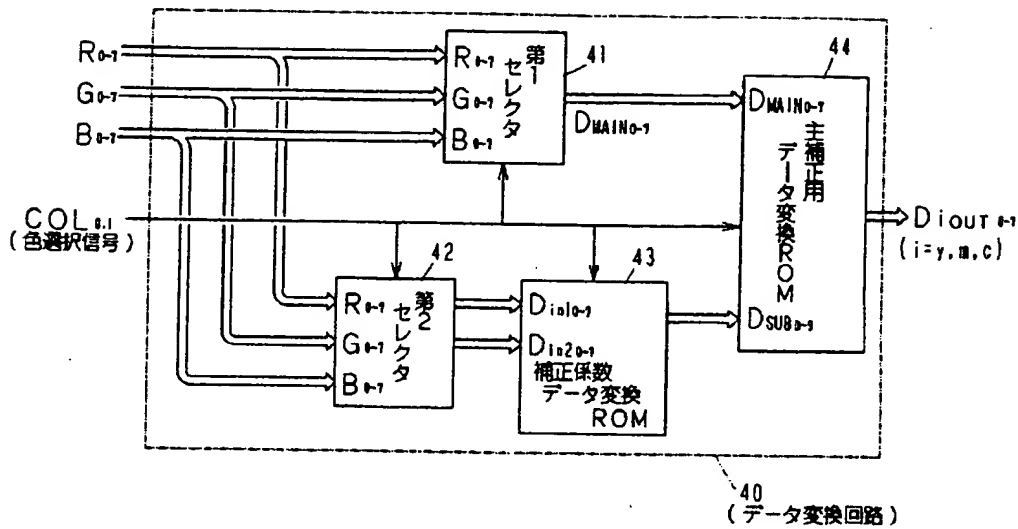 R0-7
G0-7
B0-7
COL0,1
(色選択信号)
R0-7
G0-7
B0-7
第1セレクタ
41
DMAIN0-7
44
DMAIN0-7
主補正用データ変換ROM
DSUB0-9
DiOUT 0-7
(i=y,m,c)
42
R0-7
G0-7
B0-7
第2セレクタ
43
Din10-7
Din20-7
補正係数
データ変換
ROM
40
(データ変換回路)